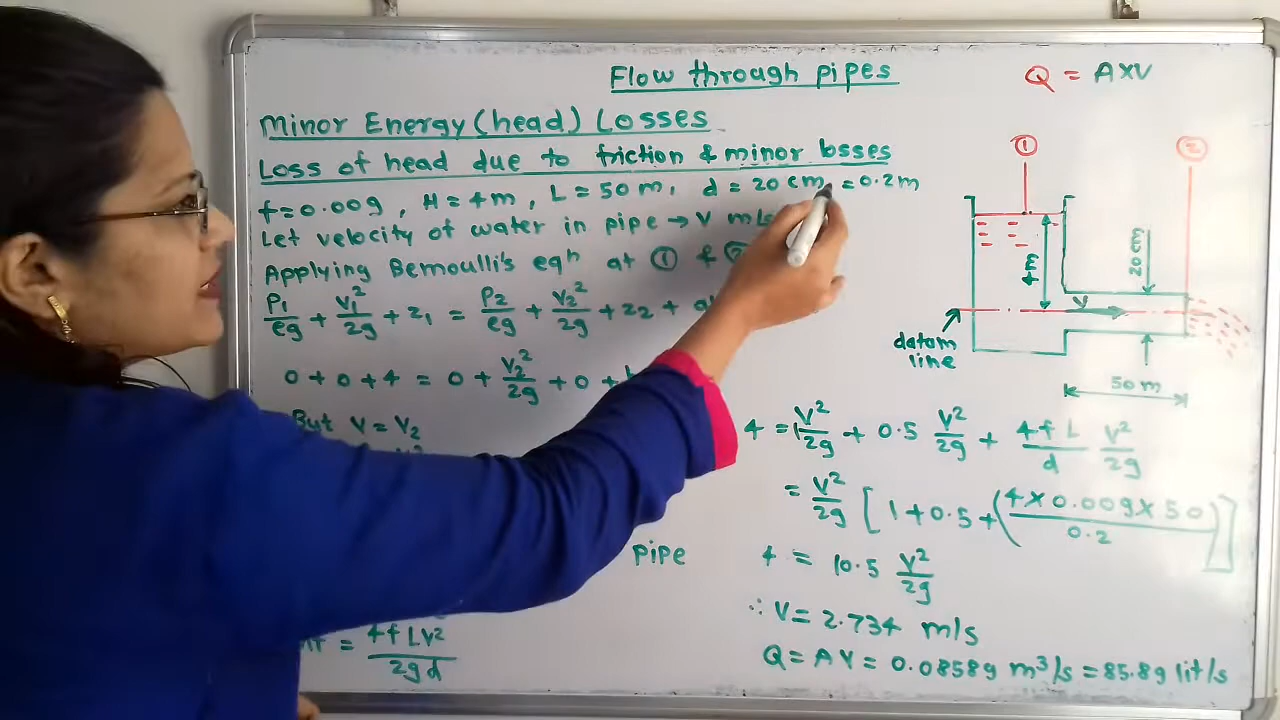 Flow through pipes
Q = A×V
Minor Energy (head) Losses
Loss of head due to friction & minor losses
f = 0.009, H = 4m, L = 50 m, d = 20 cm = 0.2m
Let velocity of water in pipe → V m/s
Applying Bernoulli's eqn at ① & ②
P1/ρg + V1²/2g + Z1 = P2/ρg + V2²/2g + Z2 +
0 + 0 + 4 = 0 + V2²/2g + 0 +
But V = V2
pipe
= 4fLV²/2gd
①
②
4m
20 cm
V
datom line
50 m
4 = 1 V²/2g + 0.5 V²/2g + 4fL/d V²/2g
= V²/2g [1 + 0.5 + (4×0.009×50/0.2)]
4 = 10.5 V²/2g
∴ V = 2.734 m/s
Q = AV = 0.08589 m³/s = 85.89 lit/s